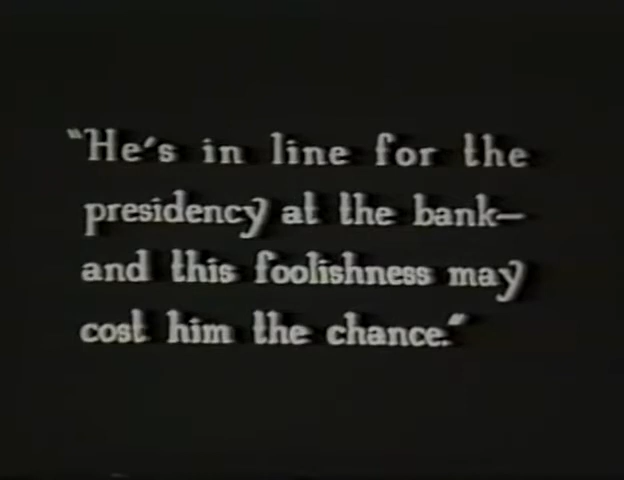 "He's in line for the
presidency at the bank—
and this foolishness may
cost him the chance."